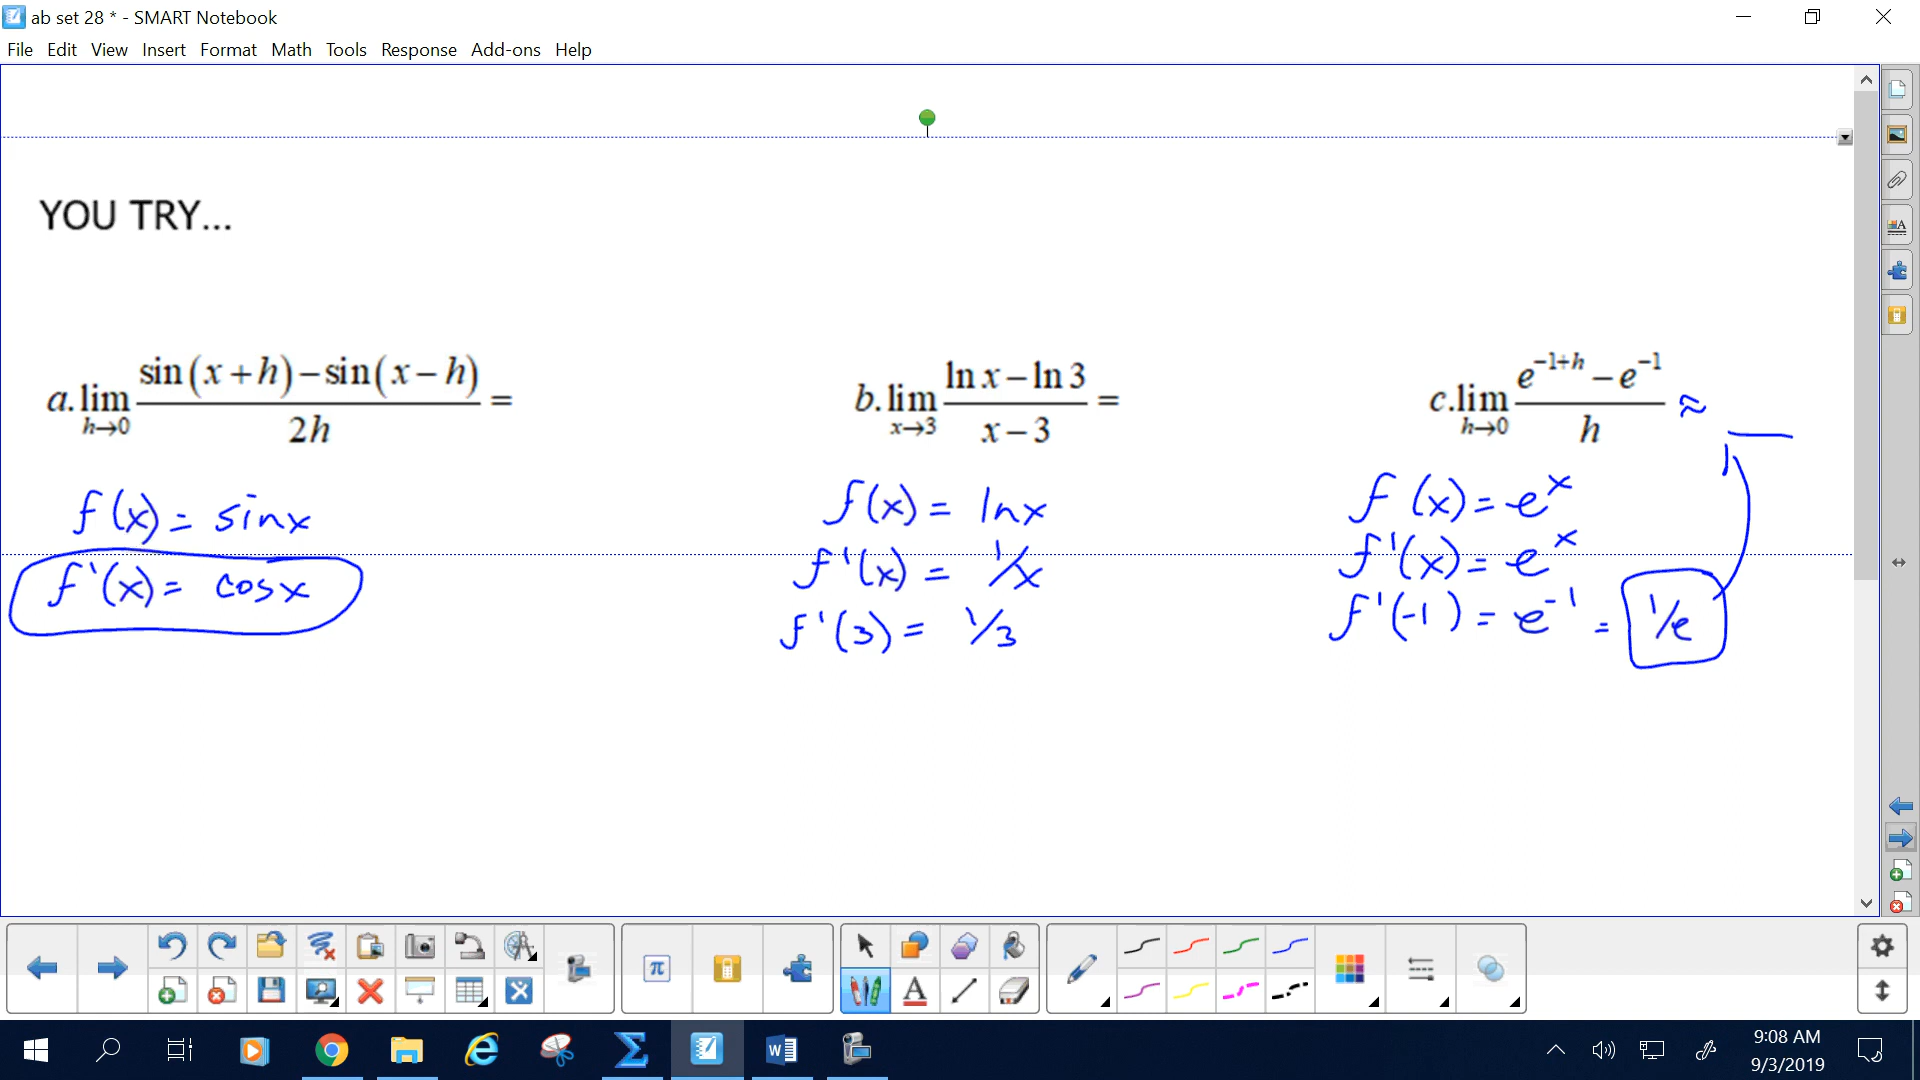 ab set 28 * - SMART Notebook
File Edit View Insert Format Math Tools Response Add-ons Help
YOU TRY...
a. lim h→0 (sin(x+h)−sin(x−h))/(2h) =
f(x) = sinx
f'(x) = cosx
b. lim x→3 (ln x − ln 3)/(x − 3) =
f(x) = lnx
f'(x) = 1/x
f'(3) = 1/3
c. lim h→0 (e^(−1+h) − e^(−1))/h ≈ __
f(x) = e^x
f'(x) = e^x
f'(-1) = e^-1 = 1/e
π
A
W
9:08 AM
9/3/2019